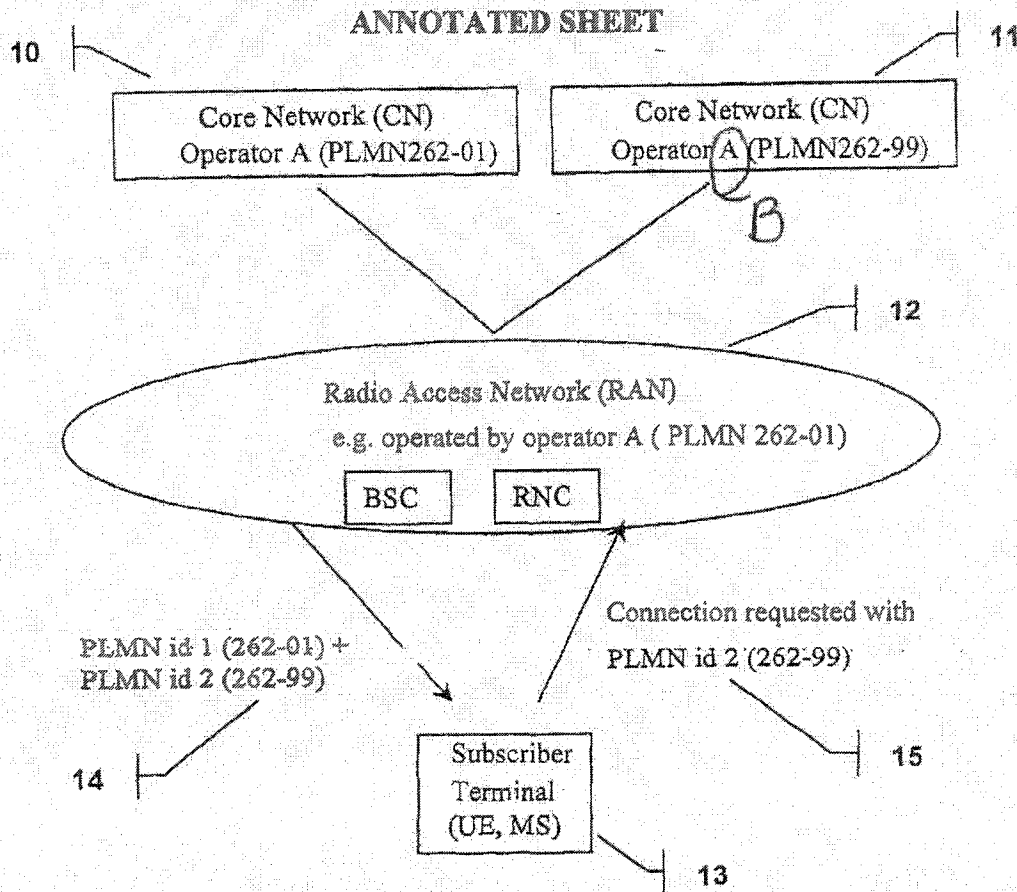 ANNOTATED SHEET
10
11
Core Network (CN)
Operator A (PLMN262-01)
Core Network (CN)
Operator A (PLMN262-99)
B
12
Radio Access Network (RAN)
e.g. operated by operator A ( PLMN 262-01)
BSC
RNC
PLMN id 1 (262-01) +
PLMN id 2 (262-99)
Connection requested with
PLMN id 2 (262-99)
14
15
Subscriber
Terminal
(UE, MS)
13